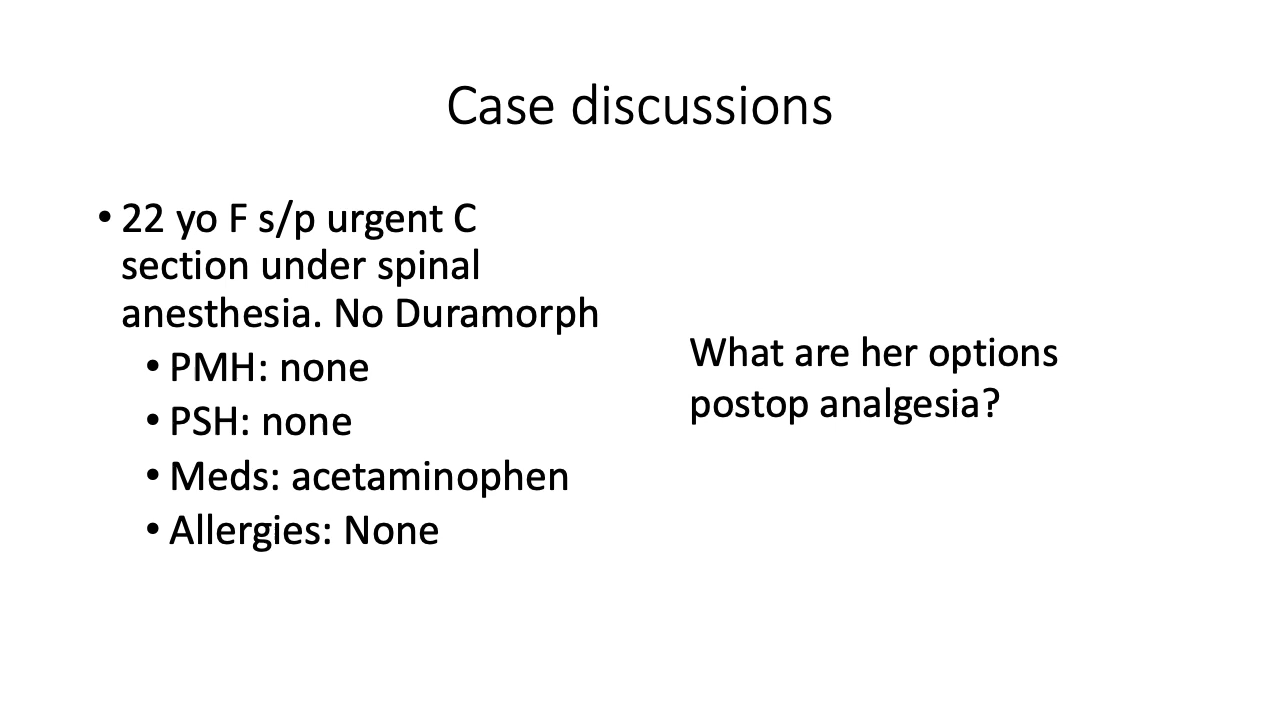 Case discussions
• 22 yo F s/p urgent C
section under spinal
anesthesia. No Duramorph
• PMH: none
• PSH: none
• Meds: acetaminophen
• Allergies: None
What are her options
postop analgesia?